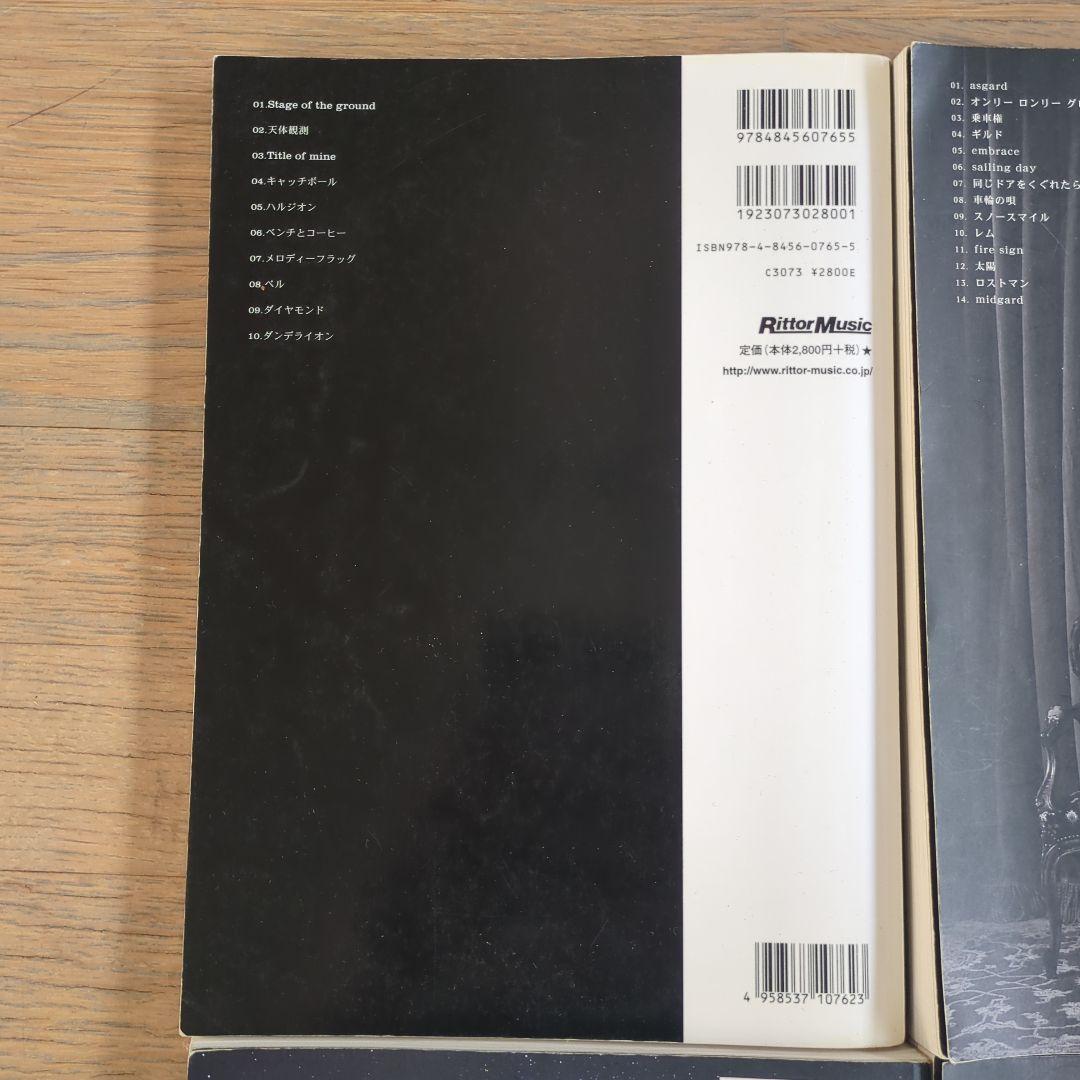 01.Stage of the ground
02.天体観測
03.Title of mine
04.キャッチボール
05.ハルジオン
06.ベンチとコーヒー
07.メロディーフラッグ
08.ベル
09.ダイヤモンド
10.ダンデライオン
9784845607655
1923073028001
ISBN978-4-8456-0765-5
C3073 ¥2800E
RittorMusic
定価(本体2,800円+税)★
http://www.rittor-music.co.jp/
4 958537 107623
01. asgard
02. オンリー ロンリー グ
03. 乗車権
04. ギルド
05. embrace
06. sailing day
07. 同じドアをくぐれたら
08. 車輪の唄
09. スノースマイル
10. レム
11. fire sign
12. 太陽
13. ロストマン
14. midgard